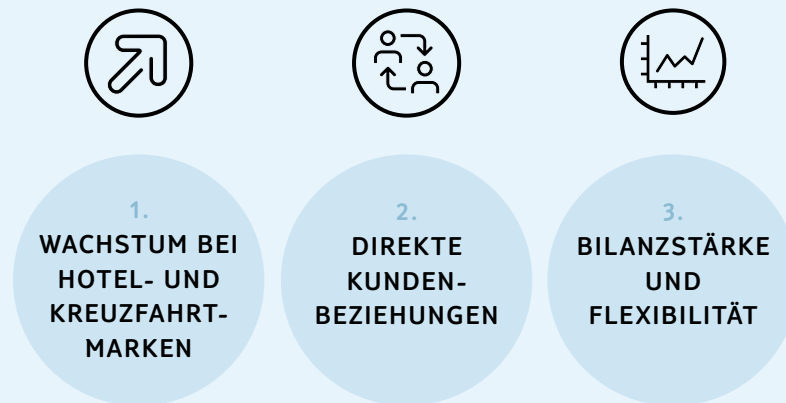 1.
WACHSTUM BEI
HOTEL- UND
KREUZFAHRT-
MARKEN
2.
DIREKTE
KUNDEN-
BEZIEHUNGEN
3.
BILANZSTÄRKE
UND
FLEXIBILITÄT